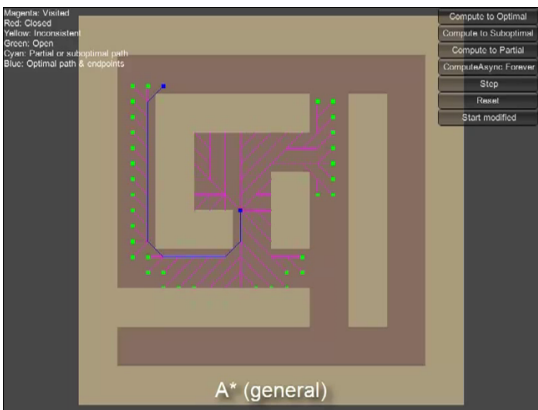 Magenta: Visited
Red: Closed
Yellow: Inconsistent
Green: Open
Cyan: Partial or suboptimal path
Blue: Optimal path & endpoints
Compute to Optimal
Compute to Suboptimal
Compute to Partial
ComputeAsync Forever
Stop
Reset
Start modified
A* (general)